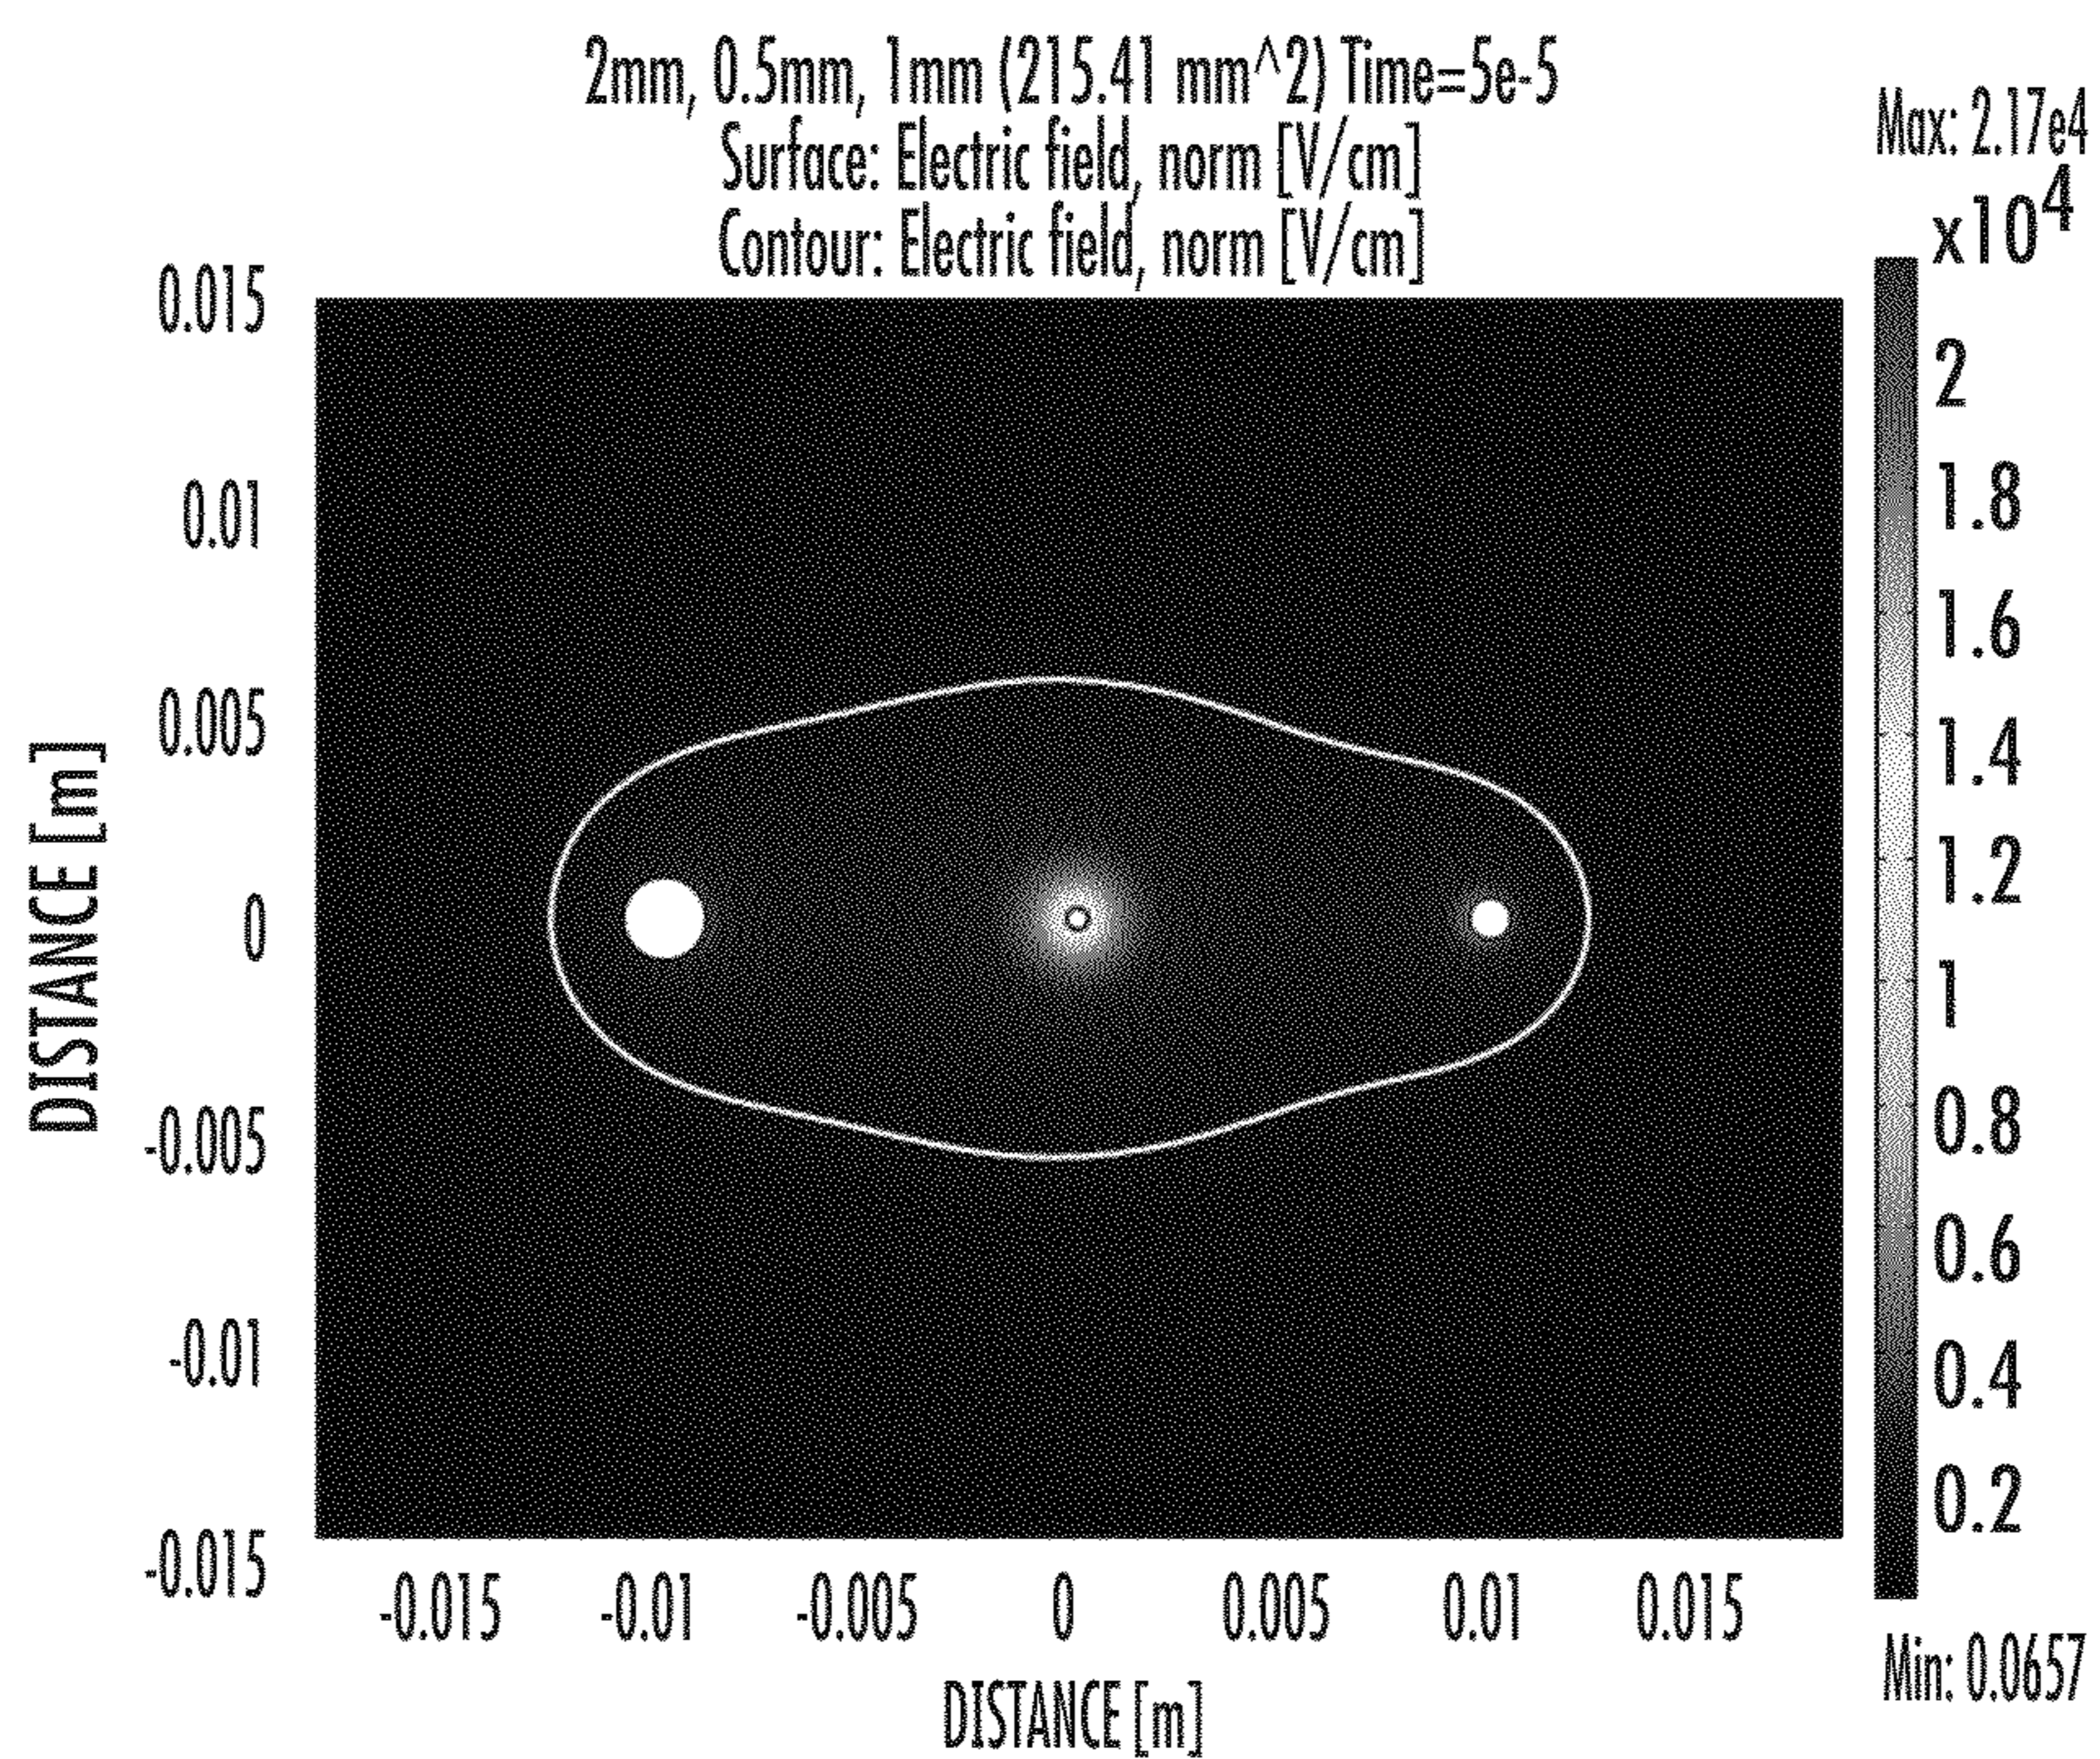 2mm, 0.5mm, 1mm (215.41 mm^2) Time=5e-5
Surface: Electric field, norm [V/cm]
Contour: Electric field, norm [V/cm]
Max: 2.17e4
x10^4
0.015
0.01
0.005
0
-0.005
-0.01
-0.015
DISTANCE [m]
2
1.8
1.6
1.4
1.2
1
0.8
0.6
0.4
0.2
-0.015 -0.01 -0.005 0 0.005 0.01 0.015
DISTANCE [m]
Min: 0.0657